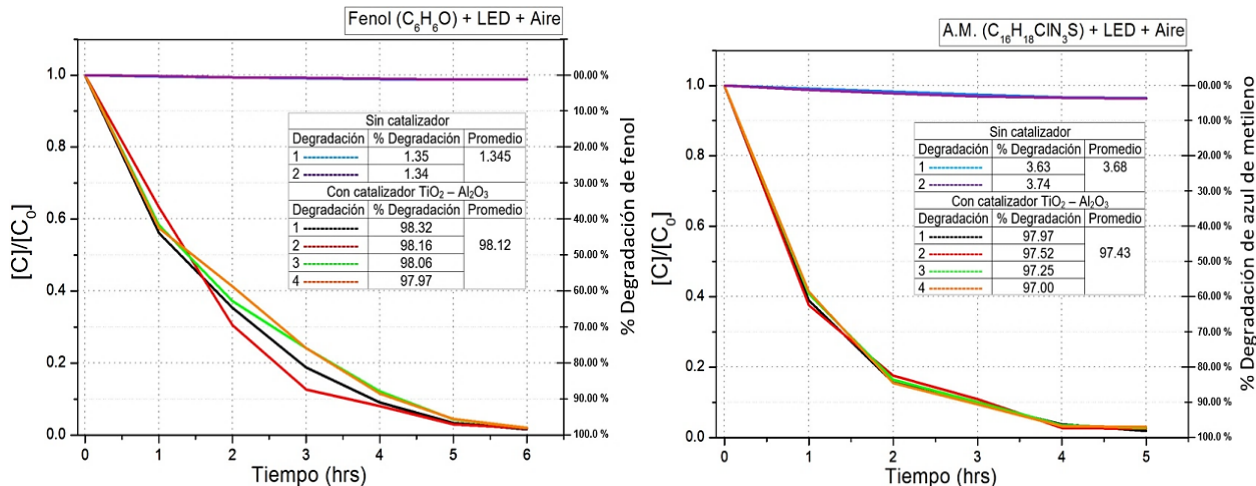 Fenol (C6H6O) + LED + Aire
1.0
0.8
0.6
0.4
0.2
0.0
[C]/[C0]
00.00 %
10.00 %
20.00 %
30.00 %
40.00 %
50.00 %
60.00 %
70.00 %
80.00 %
90.00 %
100.0 %
% Degradación de fenol
Sin catalizador
Degradación % Degradación Promedio
1 1.35 1.345
2 1.34
Con catalizador TiO2 – Al2O3
Degradación % Degradación Promedio
1 98.32
2 98.16 98.12
3 98.06
4 97.97
0 1 2 3 4 5 6
Tiempo (hrs)
A.M. (C16H18ClN3S) + LED + Aire
1.0
0.8
0.6
0.4
0.2
0.0
[C]/[C0]
00.00 %
10.00 %
20.00 %
30.00 %
40.00 %
50.00 %
60.00 %
70.00 %
80.00 %
90.00 %
100.0 %
% Degradación de azul de metileno
Sin catalizador
Degradación % Degradación Promedio
1 3.63 3.68
2 3.74
Con catalizador TiO2 – Al2O3
Degradación % Degradación Promedio
1 97.97
2 97.52 97.43
3 97.25
4 97.00
0 1 2 3 4 5
Tiempo (hrs)